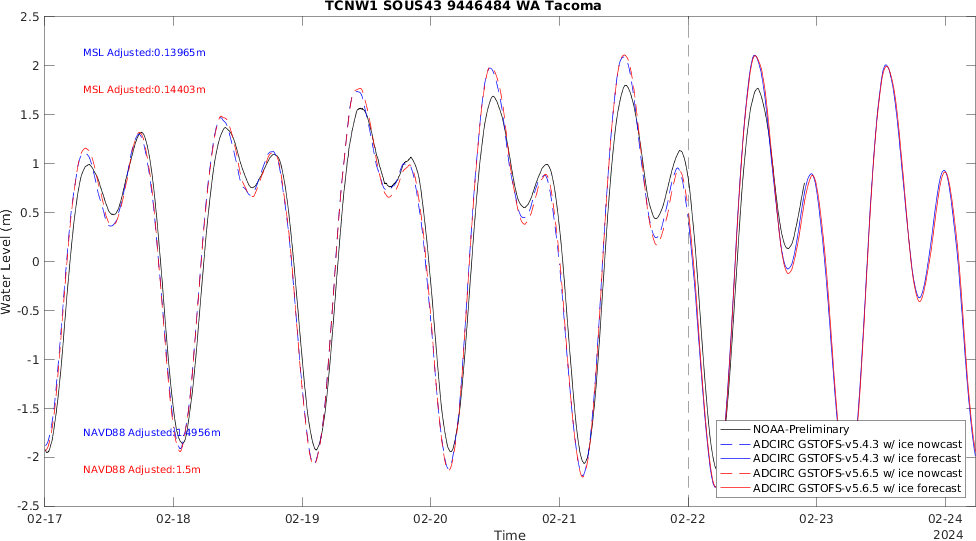 TCNW1 SOUS43 9446484 WA Tacoma
2.5
2
1.5
1
0.5
0
-0.5
-1
-1.5
-2
-2.5
Water Level (m)
MSL Adjusted:0.13965m
MSL Adjusted:0.14403m
NAVD88 Adjusted:1.4956m
NAVD88 Adjusted:1.5m
NOAA-Preliminary
ADCIRC GSTOFS-v5.4.3 w/ ice nowcast
ADCIRC GSTOFS-v5.4.3 w/ ice forecast
ADCIRC GSTOFS-v5.6.5 w/ ice nowcast
ADCIRC GSTOFS-v5.6.5 w/ ice forecast
02-17 02-18 02-19 02-20 02-21 02-22 02-23 02-24
Time
2024